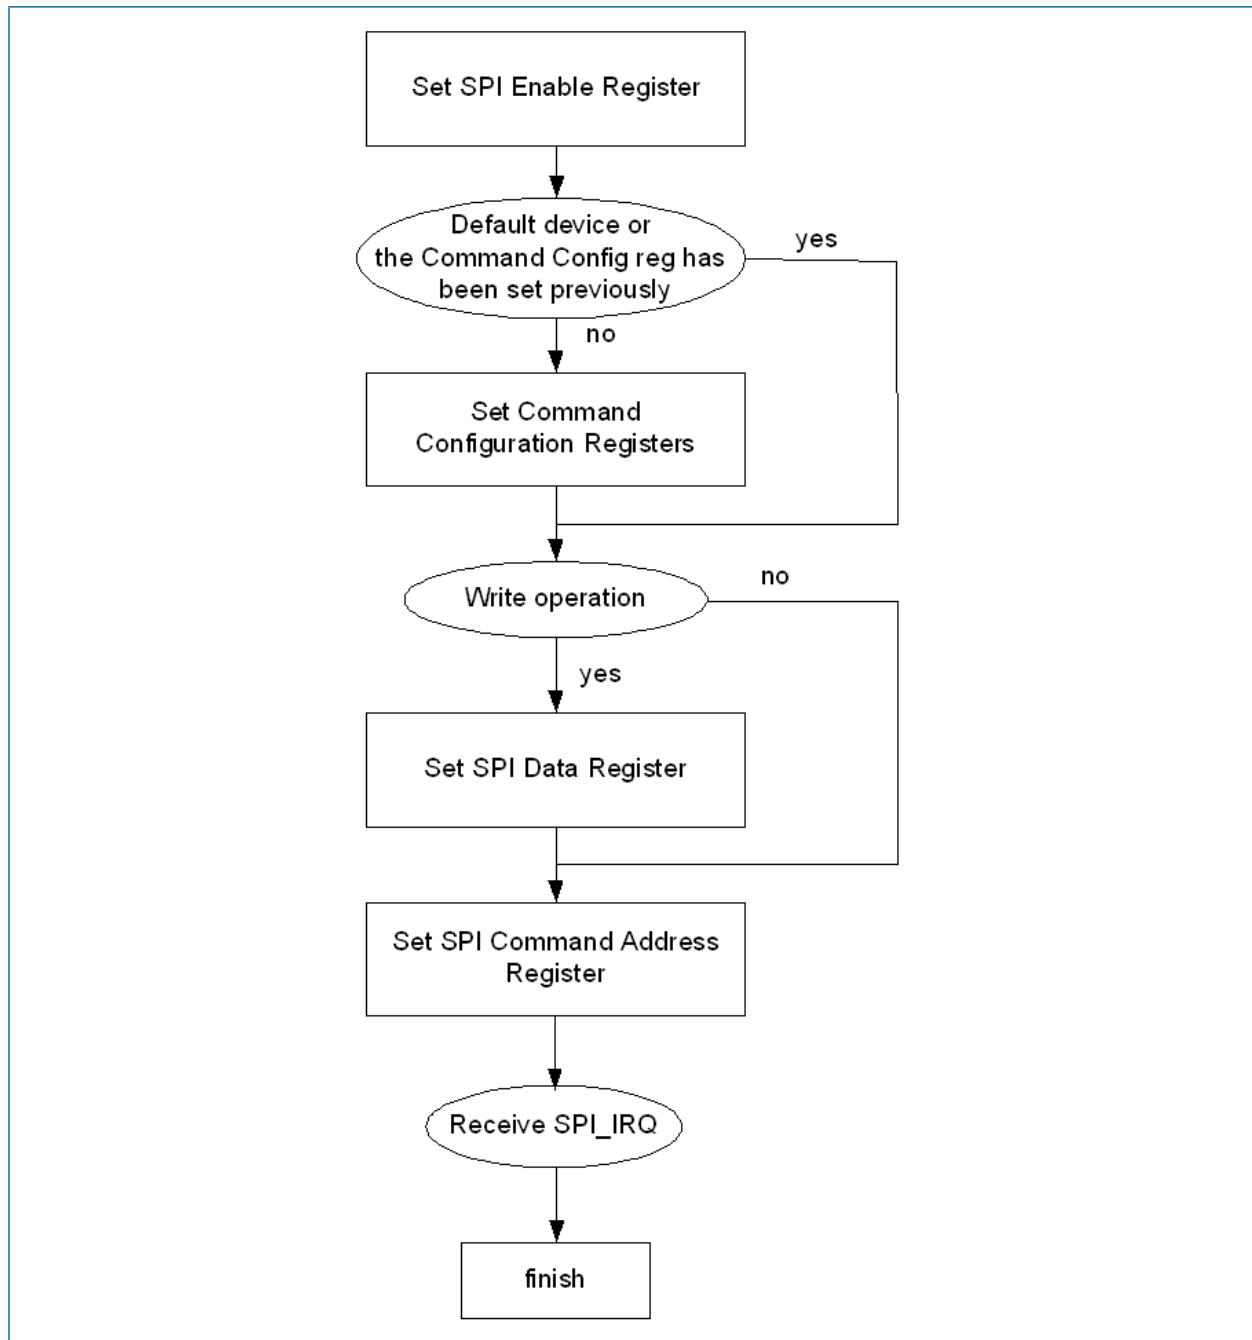 Set SPI Enable Register
Default device or
the Command Config reg has
been set previously
yes
no
Set Command
Configuration Registers
Write operation
no
yes
Set SPI Data Register
Set SPI Command Address
Register
Receive SPI_IRQ
finish